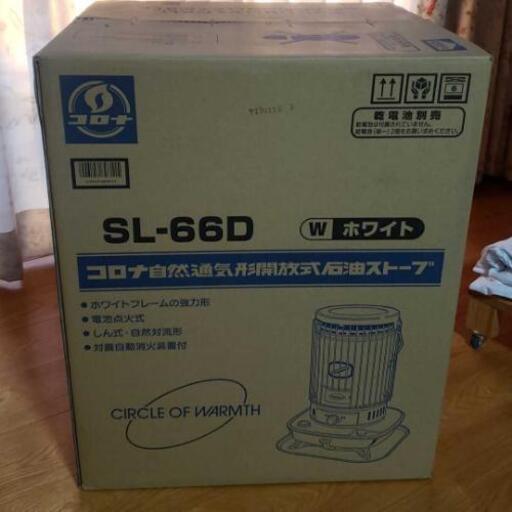 コロナ
乾電池別売
SL-66D
W ホワイト
コロナ自然通気形開放式石油ストーブ
● ホワイトフレームの強力形
● 電池点火式
● しん式・自然対流形
● 対震自動消火装置付
CIRCLE OF WARMTH